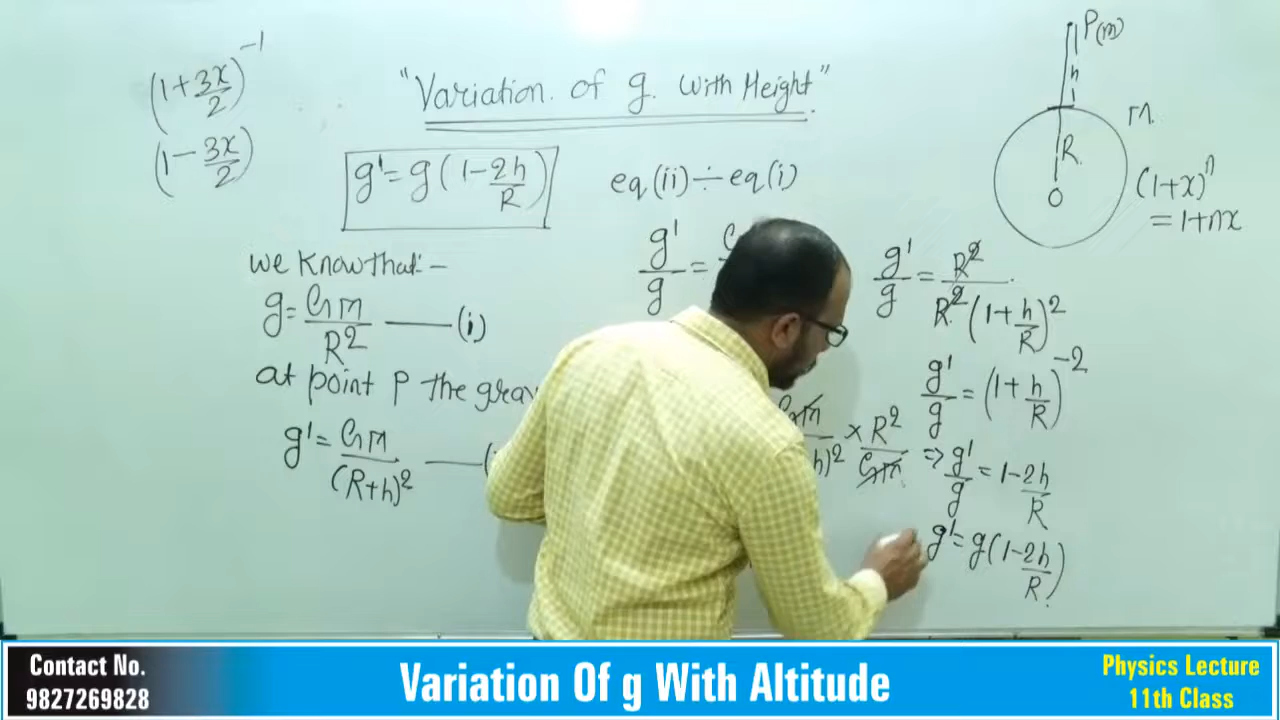 (1+3x/2)^-1
(1-3x/2)
"Variation of g with Height"
g'=g(1-2h/R)
we know that:-
g=GM/R² —— (i)
at point P the grav
g'=GM/(R+h)² —— (
eq(ii)÷eq(i)
g'/g=
GM
h)² × R²/GM
g'/g=R²/R²(1+h/R)²
g'/g=(1+h/R)^-2
=> g'/g=1-2h/R
g'=g(1-2h/R)
P(m)
h
M
R
O
(1+x)^n
=1+nx
Contact No.
9827269828
Variation Of g With Altitude
Physics Lecture
11th Class